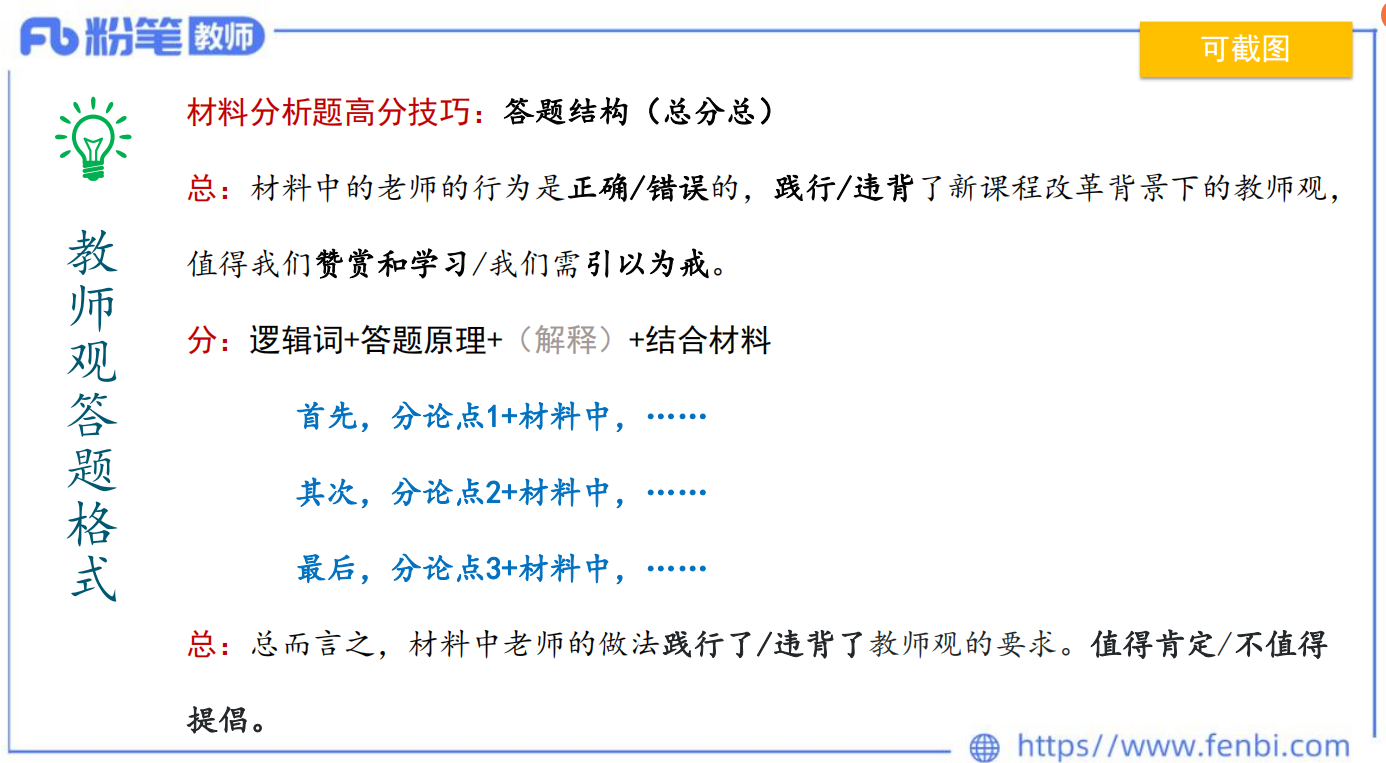 粉笔教师
可截图
材料分析题高分技巧：答题结构（总分总）
总：材料中的老师的行为是正确/错误的，践行/违背了新课程改革背景下的教师观，
值得我们赞赏和学习/我们需引以为戒。
分：逻辑词+答题原理+（解释）+结合材料
首先，分论点1+材料中，……
其次，分论点2+材料中，……
最后，分论点3+材料中，……
总：总而言之，材料中老师的做法践行了/违背了教师观的要求。值得肯定/不值得
提倡。
教师观答题格式
https//www.fenbi.com